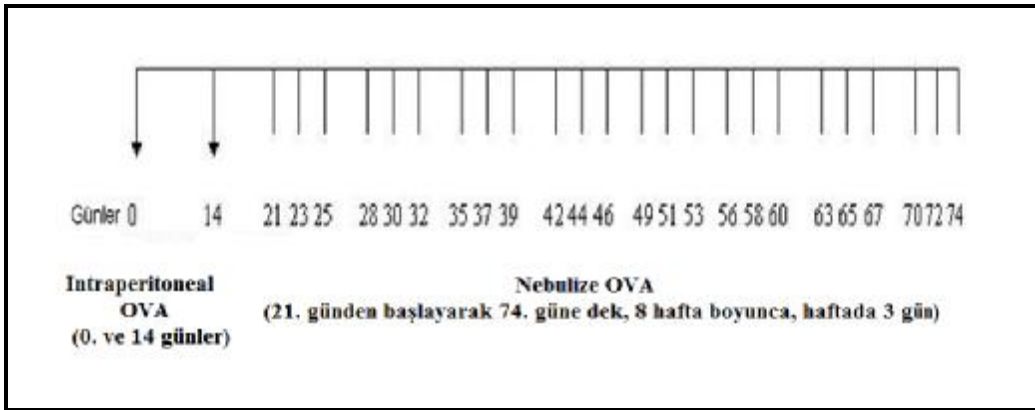 Günler 0 14 21 23 25 28 30 32 35 37 39 42 44 46 49 51 53 56 58 60 63 65 67 70 72 74
Intraperitoneal
OVA
(0. ve 14 günler)
Nebulize OVA
(21. günden başlayarak 74. güne dek, 8 hafta boyunca, haftada 3 gün)